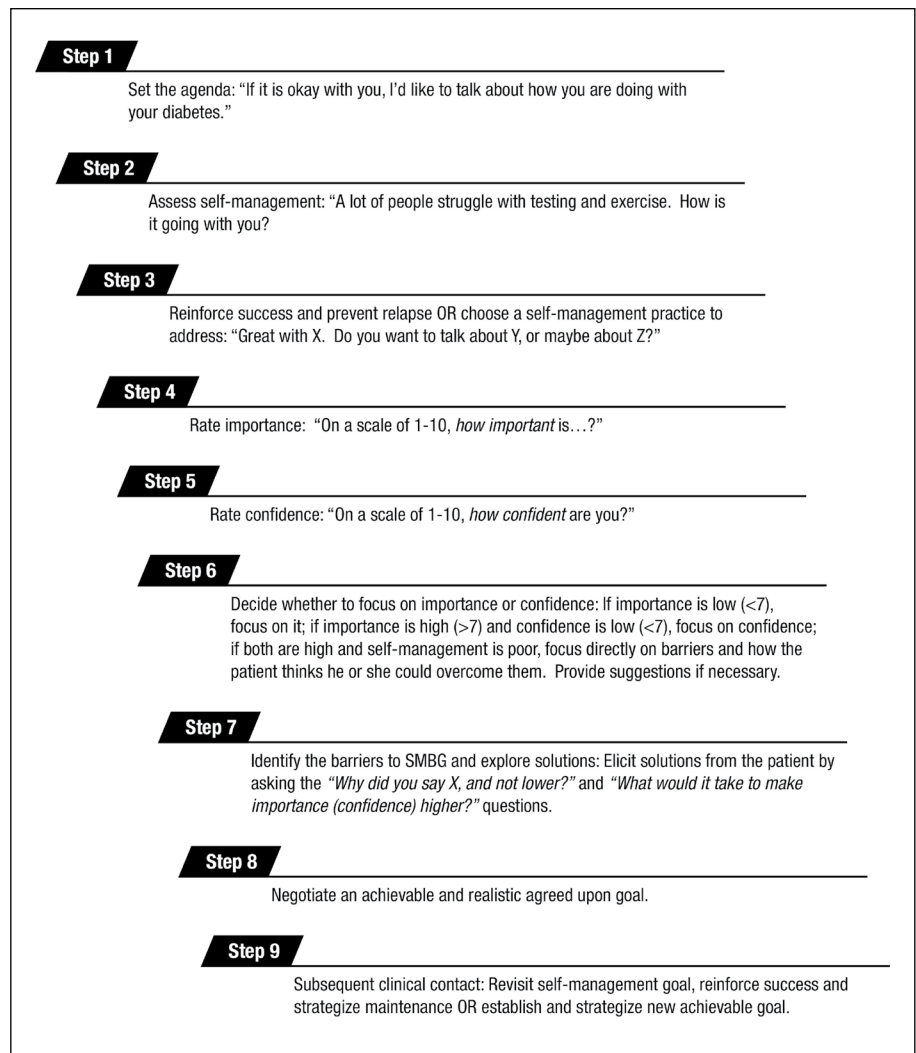 Step 1
Set the agenda: “If it is okay with you, I’d like to talk about how you are doing with
your diabetes.”
Step 2
Assess self-management: “A lot of people struggle with testing and exercise.  How is
it going with you?
Step 3
Reinforce success and prevent relapse OR choose a self-management practice to
address: “Great with X.  Do you want to talk about Y, or maybe about Z?”
Step 4
Rate importance:  “On a scale of 1-10, how important is…?”
Step 5
Rate confidence: “On a scale of 1-10, how confident are you?”
Step 6
Decide whether to focus on importance or confidence: If importance is low (<7),
focus on it; if importance is high (>7) and confidence is low (<7), focus on confidence;
if both are high and self-management is poor, focus directly on barriers and how the
patient thinks he or she could overcome them.  Provide suggestions if necessary.
Step 7
Identify the barriers to SMBG and explore solutions: Elicit solutions from the patient by
asking the “Why did you say X, and not lower?” and “What would it take to make
importance (confidence) higher?” questions.
Step 8
Negotiate an achievable and realistic agreed upon goal.
Step 9
Subsequent clinical contact: Revisit self-management goal, reinforce success and
strategize maintenance OR establish and strategize new achievable goal.